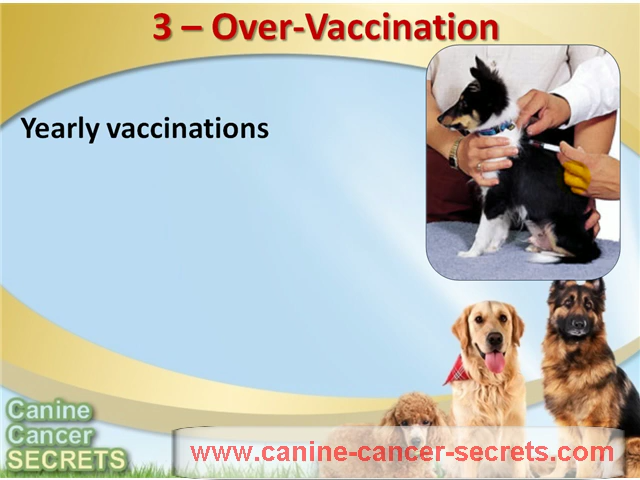 3 – Over-Vaccination
Yearly vaccinations
Canine
Cancer
SECRETS
www.canine-cancer-secrets.com